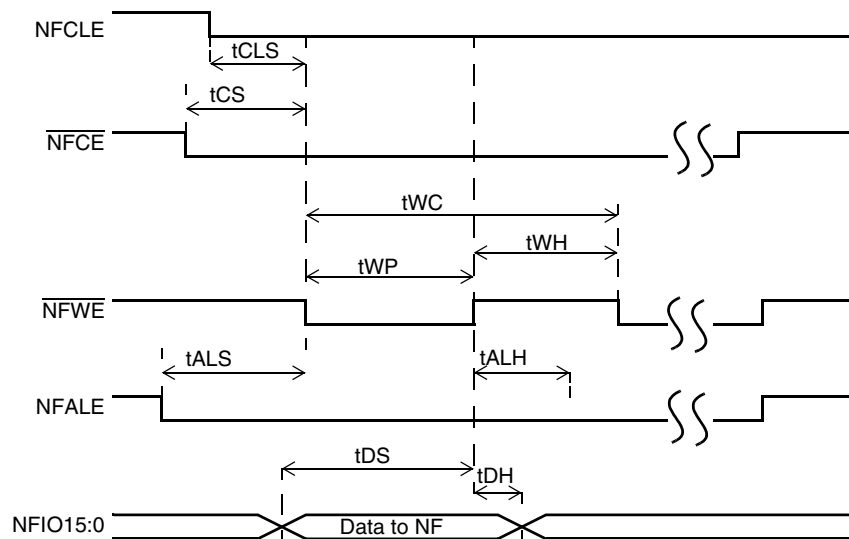 NFCLE
tCLS
tCS
NFCE
tWC
tWH
tWP
NFWE
tALS
tALH
NFALE
tDS
tDH
NFIO15:0
Data to NF